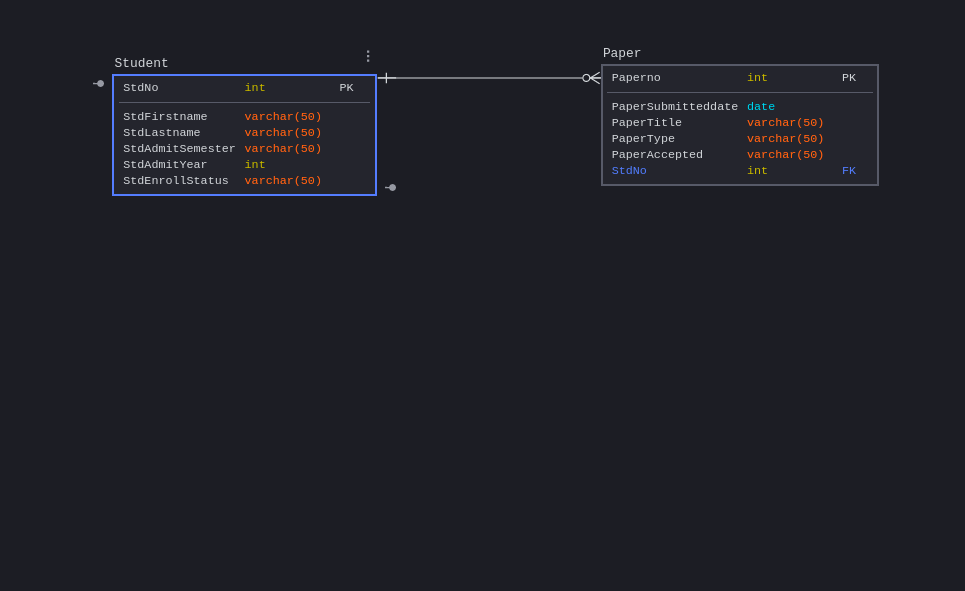 Student
StdNo int PK
StdFirstname varchar(50)
StdLastname varchar(50)
StdAdmitSemester varchar(50)
StdAdmitYear int
StdEnrollStatus varchar(50)
Paper
Paperno int PK
PaperSubmitteddate date
PaperTitle varchar(50)
PaperType varchar(50)
PaperAccepted varchar(50)
StdNo int FK